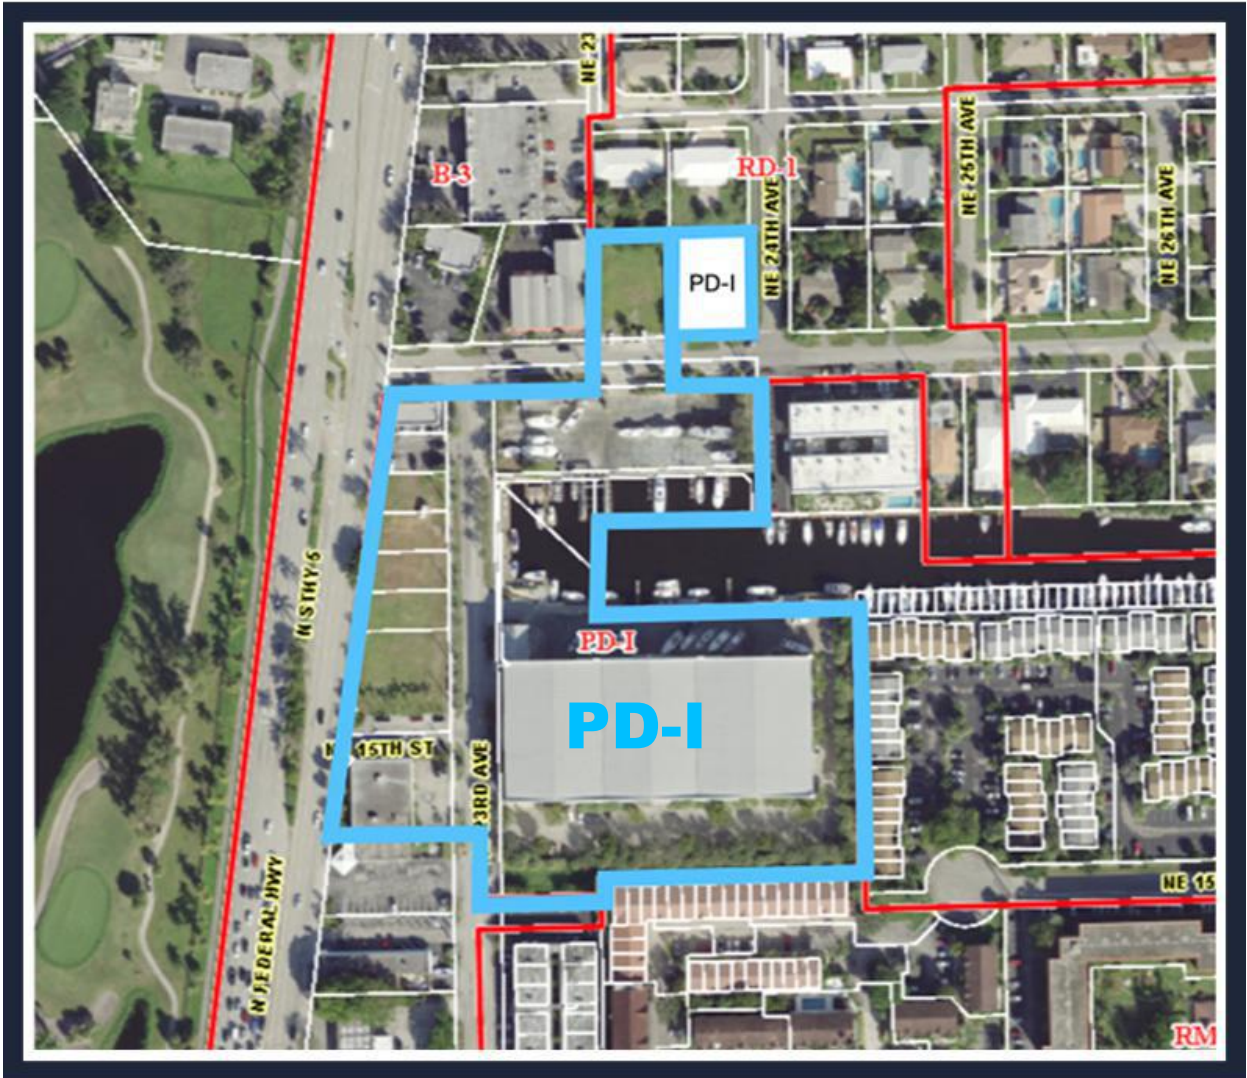 NE 23
B-3
RD-1
NE 24TH AVE
NE 25TH AVE
NE 26TH AVE
PD-I
N STHY 5
PD-I
PD-I
NE 15TH ST
23RD AVE
N FEDERAL HWY
NE 15
RM